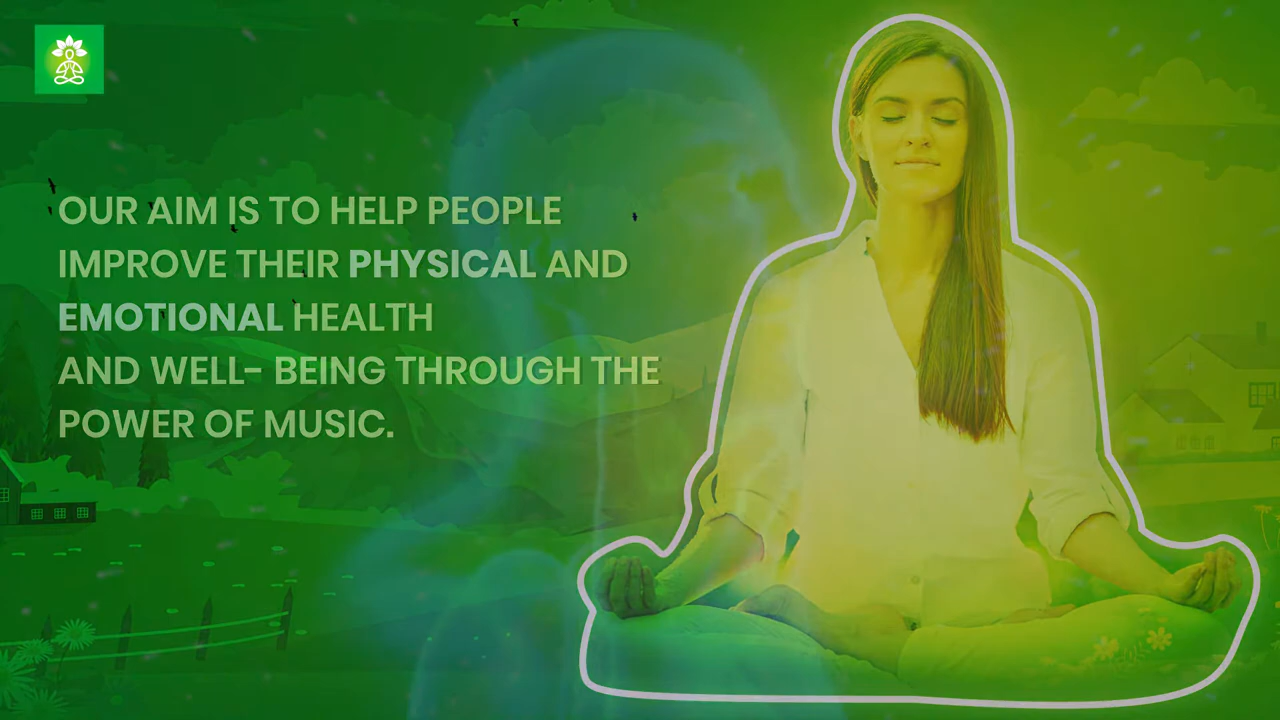 OUR AIM IS TO HELP PEOPLE
IMPROVE THEIR PHYSICAL AND
EMOTIONAL HEALTH
AND WELL- BEING THROUGH THE
POWER OF MUSIC.